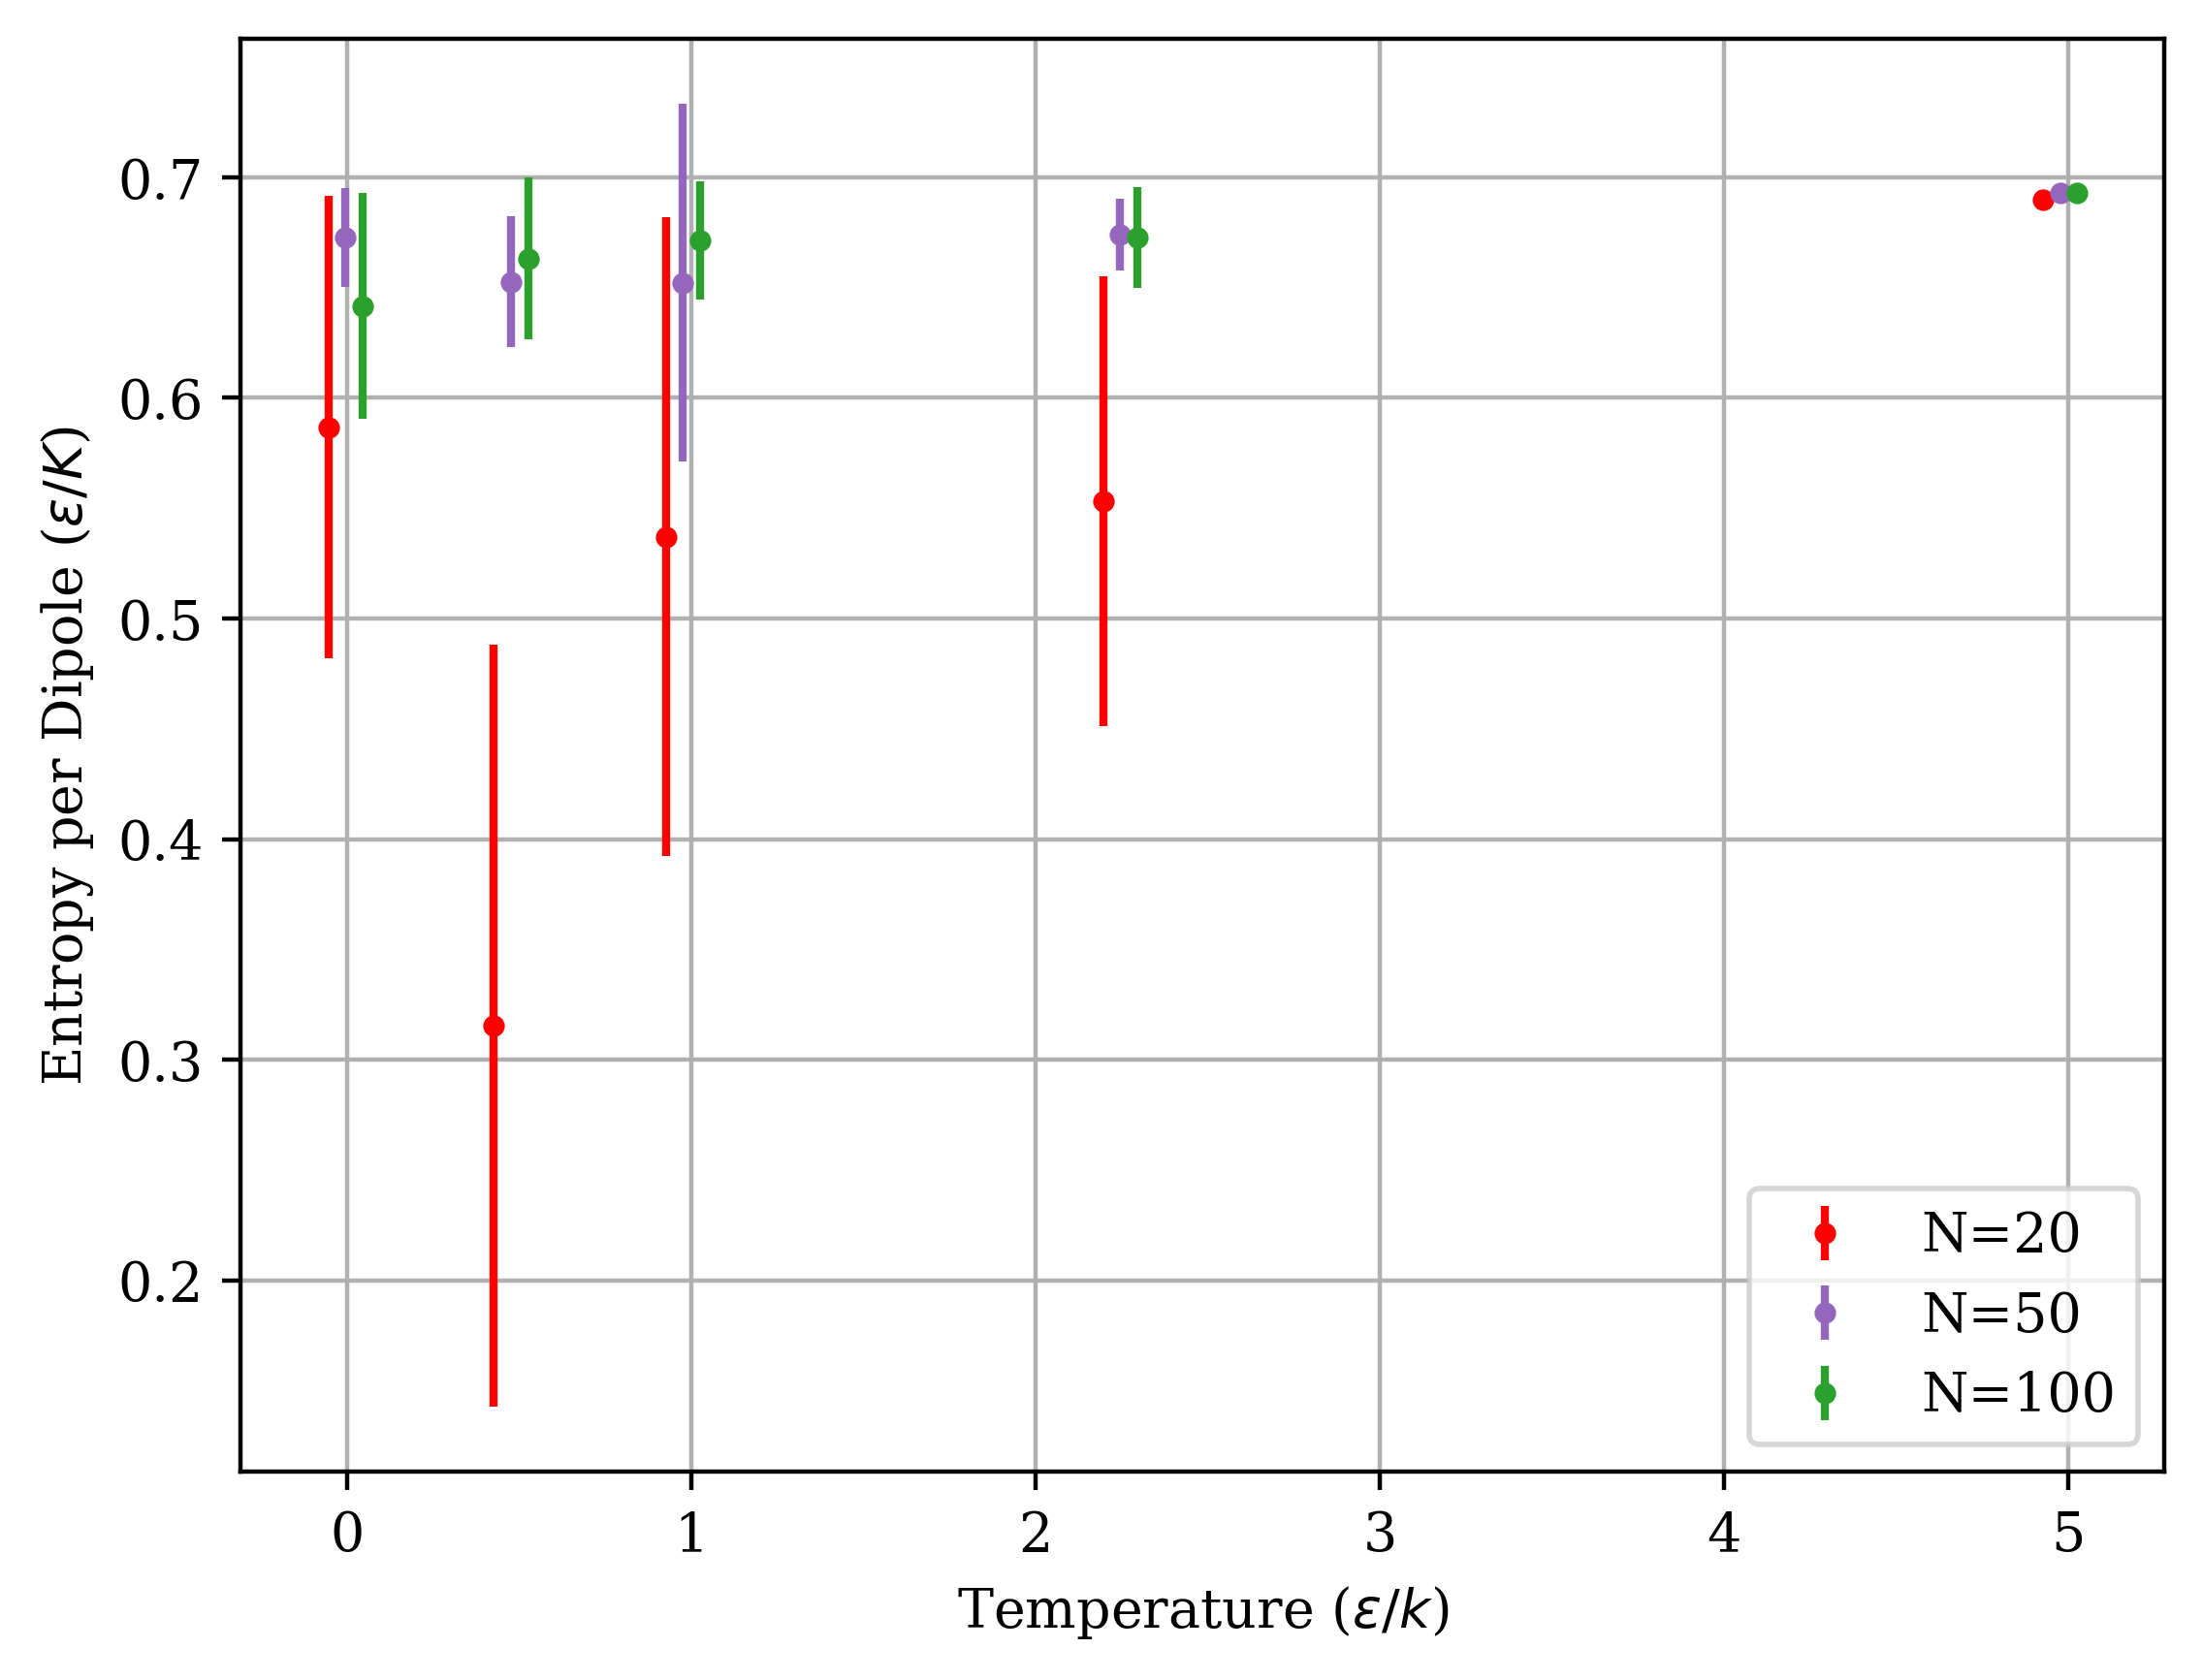 0.7
0.6
0.5
0.4
0.3
0.2
Entropy per Dipole (ε/K)
0 1 2 3 4 5
Temperature (ε/k)
N=20
N=50
N=100